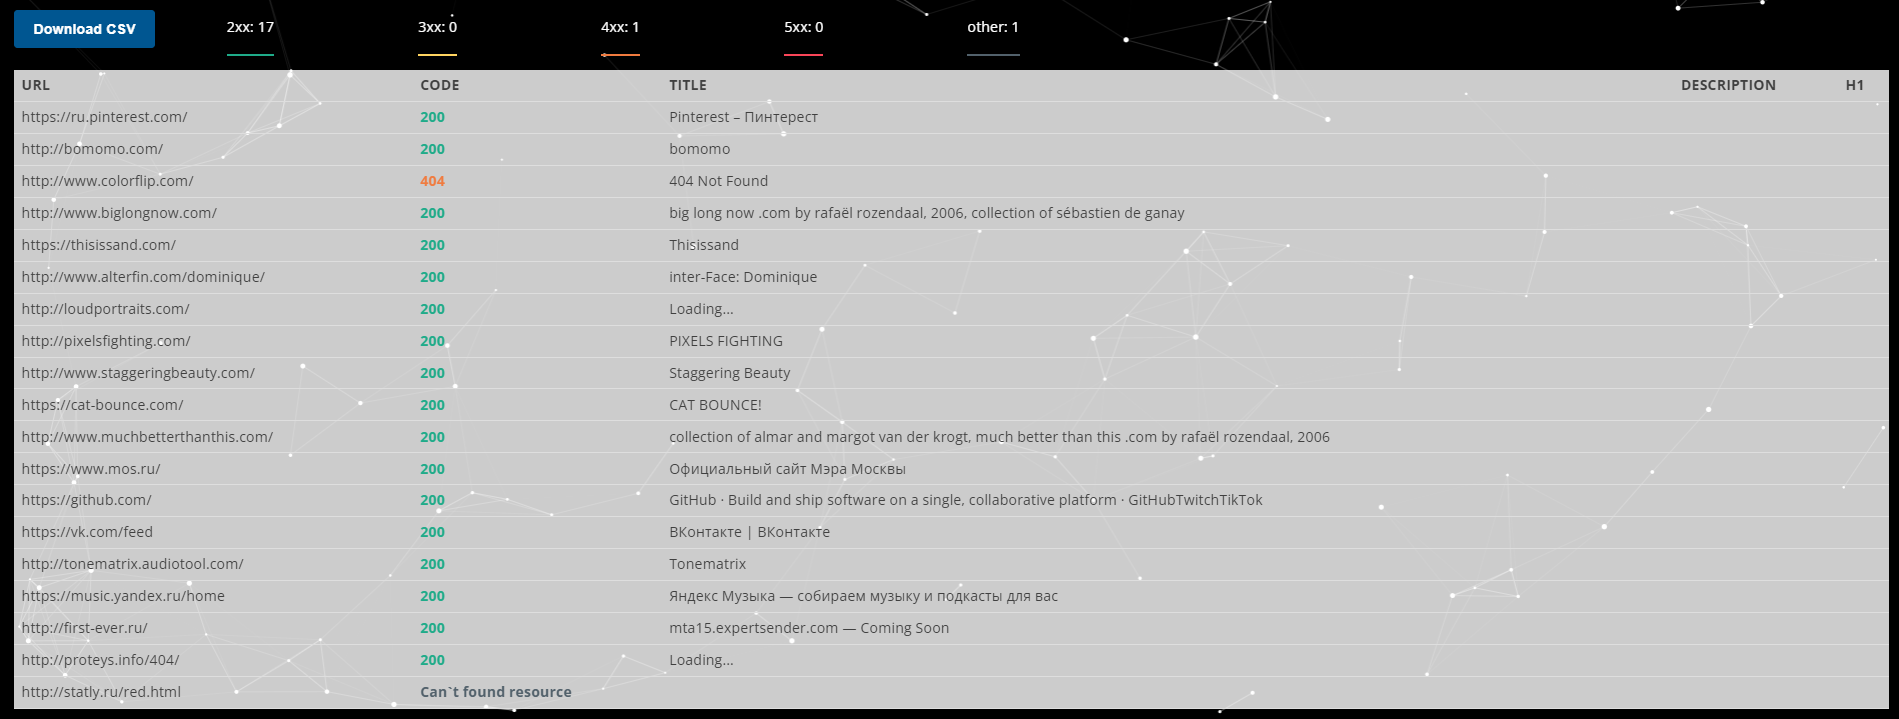 Download CSV 2xx: 17 3xx: 0 4xx: 1 5xx: 0 other: 1
URL CODE TITLE DESCRIPTION H1
https://ru.pinterest.com/ 200 Pinterest – Пинтерест
http://bomomo.com/ 200 bomomo
http://www.colorflip.com/ 404 404 Not Found
http://www.biglongnow.com/ 200 big long now .com by rafaël rozendaal, 2006, collection of sébastien de ganay
https://thisissand.com/ 200 Thisissand
http://www.alterfin.com/dominique/ 200 inter-Face: Dominique
http://loudportraits.com/ 200 Loading...
http://pixelsfighting.com/ 200 PIXELS FIGHTING
http://www.staggeringbeauty.com/ 200 Staggering Beauty
https://cat-bounce.com/ 200 CAT BOUNCE!
http://www.muchbetterthanthis.com/ 200 collection of almar and margot van der krogt, much better than this .com by rafaël rozendaal, 2006
https://www.mos.ru/ 200 Официальный сайт Мэра Москвы
https://github.com/ 200 GitHub · Build and ship software on a single, collaborative platform · GitHubTwitchTikTok
https://vk.com/feed 200 ВКонтакте | ВКонтакте
http://tonematrix.audiotool.com/ 200 Tonematrix
https://music.yandex.ru/home 200 Яндекс Музыка — собираем музыку и подкасты для вас
http://first-ever.ru/ 200 mta15.expertsender.com — Coming Soon
http://proteys.info/404/ 200 Loading...
http://statly.ru/red.html Can`t found resource